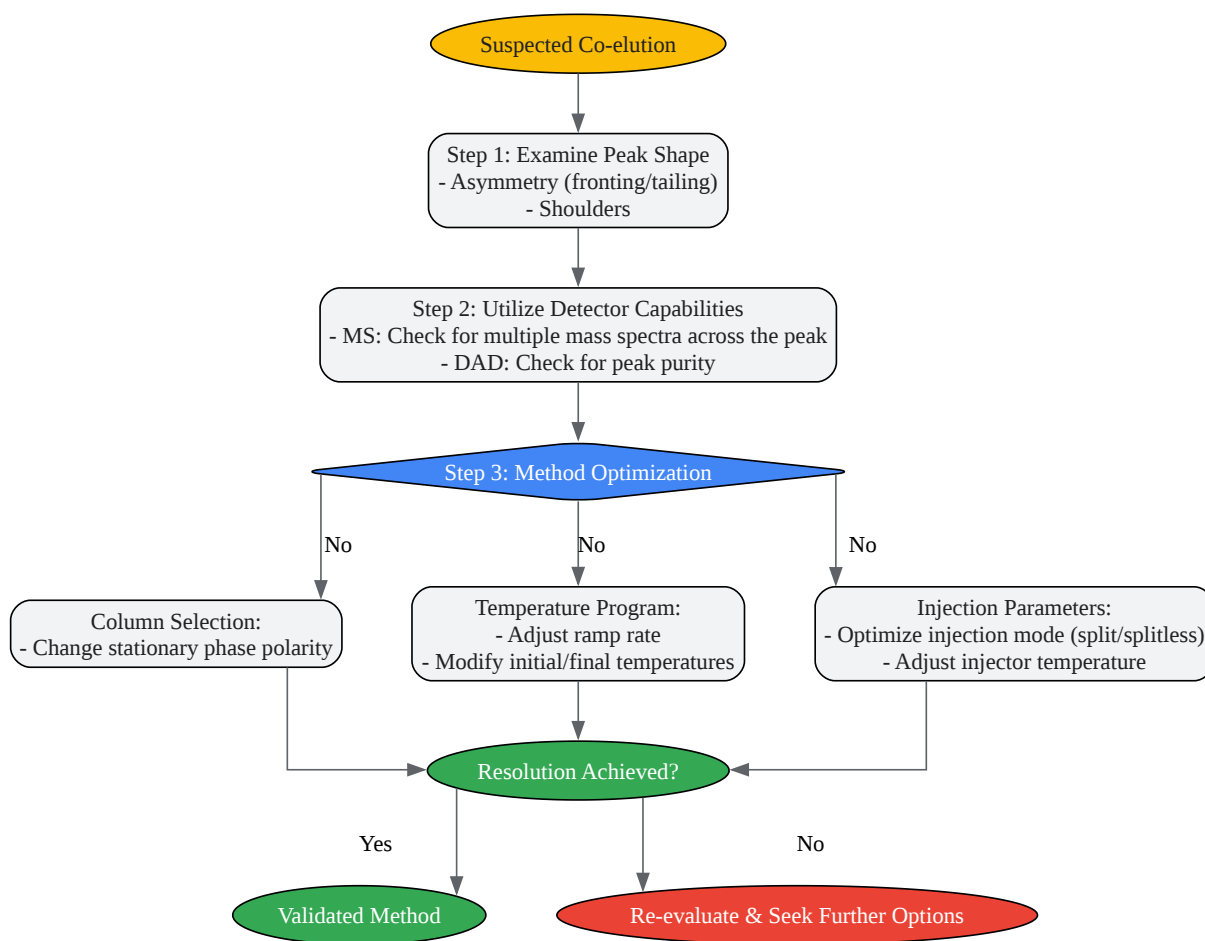 Suspected Co-elution
Step 1: Examine Peak Shape
- Asymmetry (fronting/tailing)
- Shoulders
Step 2: Utilize Detector Capabilities
- MS: Check for multiple mass spectra across the peak
- DAD: Check for peak purity
Step 3: Method Optimization
No
No
No
Column Selection:
- Change stationary phase polarity
Temperature Program:
- Adjust ramp rate
- Modify initial/final temperatures
Injection Parameters:
- Optimize injection mode (split/splitless)
- Adjust injector temperature
Resolution Achieved?
Yes
No
Validated Method
Re-evaluate & Seek Further Options